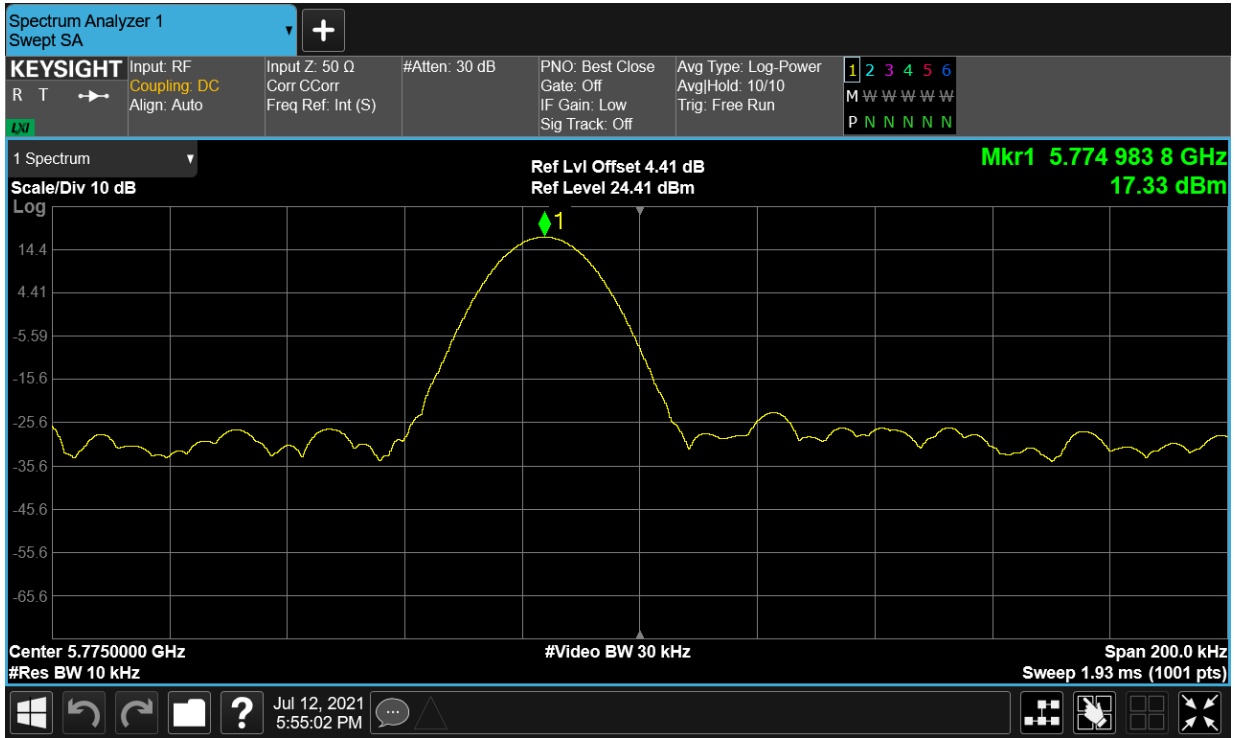 Spectrum Analyzer 1
Swept SA
+
KEYSIGHT
R T
LXI
Input: RF
Coupling: DC
Align: Auto
Input Z: 50 Ω
Corr CCorr
Freq Ref: Int (S)
#Atten: 30 dB
PNO: Best Close
Gate: Off
IF Gain: Low
Sig Track: Off
Avg Type: Log-Power
Avg|Hold: 10/10
Trig: Free Run
1 2 3 4 5 6
M W W W W W
P N N N N N
1 Spectrum
Scale/Div 10 dB
Log
Ref Lvl Offset 4.41 dB
Ref Level 24.41 dBm
Mkr1 5.774 983 8 GHz
17.33 dBm
1
14.4
4.41
-5.59
-15.6
-25.6
-35.6
-45.6
-55.6
-65.6
Center 5.7750000 GHz
#Res BW 10 kHz
#Video BW 30 kHz
Span 200.0 kHz
Sweep 1.93 ms (1001 pts)
?
Jul 12, 2021
5:55:02 PM